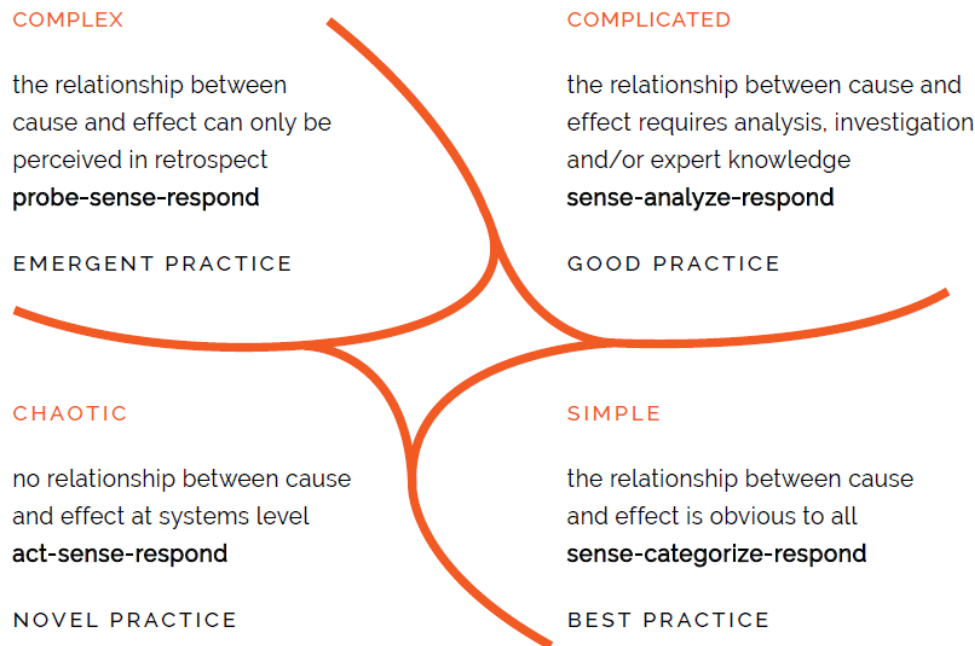 COMPLEX
the relationship between
cause and effect can only be
perceived in retrospect
probe-sense-respond
EMERGENT PRACTICE
COMPLICATED
the relationship between cause and
effect requires analysis, investigation
and/or expert knowledge
sense-analyze-respond
GOOD PRACTICE
CHAOTIC
no relationship between cause
and effect at systems level
act-sense-respond
NOVEL PRACTICE
SIMPLE
the relationship between cause
and effect is obvious to all
sense-categorize-respond
BEST PRACTICE